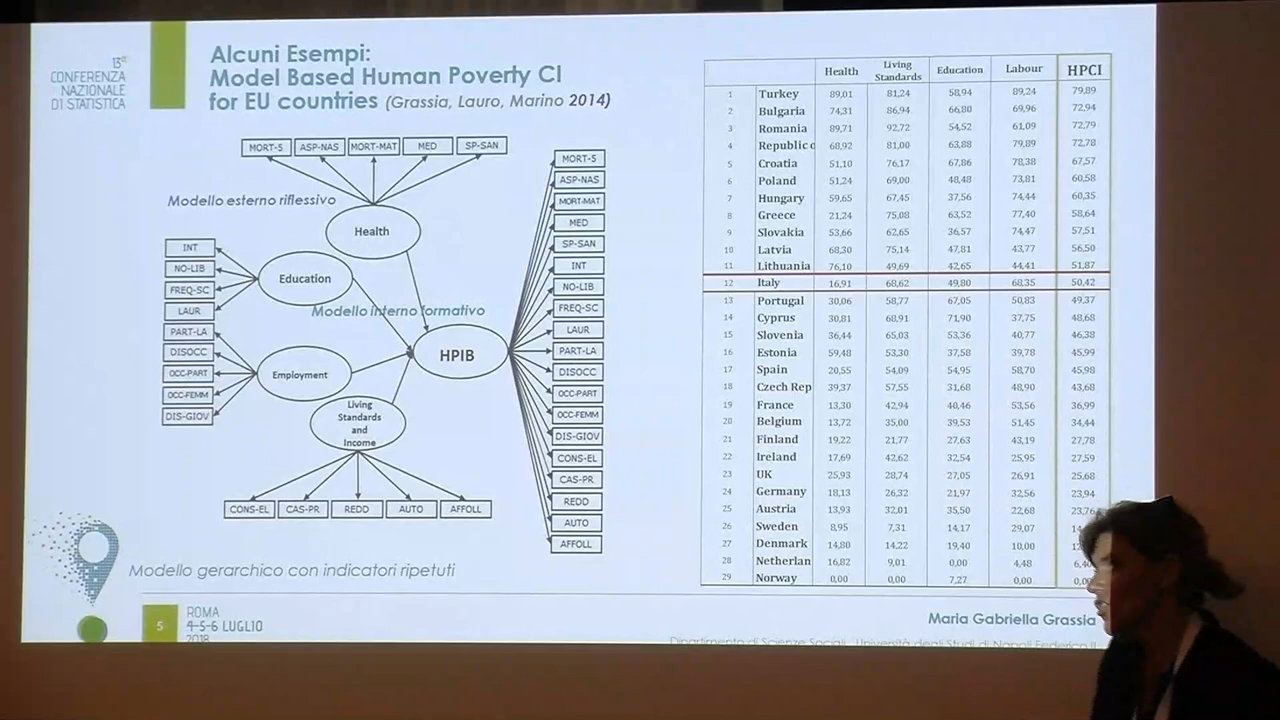 13ª
CONFERENZA
NAZIONALE
DI STATISTICA
Alcuni Esempi:
Model Based Human Poverty CI
for EU countries (Grassia, Lauro, Marino 2014)
MORT-5 ASP-NAS MORT-MAT MED SP-SAN
Modello esterno riflessivo
Health
INT
NO-LIB
FREQ-SC
LAUR
Education
Modello interno formativo
PART-LA
DISOCC
OCC-PART
OCC-FEMM
DIS-GIOV
Employment
HPIB
Living
Standards
and
Income
CONS-EL CAS-PR REDD AUTO AFFOLL
MORT-5
ASP-NAS
MORT-MAT
MED
SP-SAN
INT
NO-LIB
FREQ-SC
LAUR
PART-LA
DISOCC
OCC-PART
OCC-FEMM
DIS-GIOV
CONS-EL
CAS-PR
REDD
AUTO
AFFOLL
Modello gerarchico con indicatori ripetuti
Health Living Standards Education Labour HPCI
1 Turkey 89,01 81,24 58,94 89,24 79,89
2 Bulgaria 74,31 86,94 66,80 69,96 72,94
3 Romania 89,71 92,72 54,52 61,09 72,79
4 Republic o 68,92 81,00 63,88 79,89 72,78
5 Croatia 51,10 76,17 67,86 78,38 67,57
6 Poland 51,24 69,00 48,48 73,81 60,58
7 Hungary 59,65 67,45 37,56 74,44 60,35
8 Greece 21,24 75,08 63,52 77,40 58,64
9 Slovakia 53,66 62,65 36,57 74,47 57,51
10 Latvia 68,30 75,14 47,81 43,77 56,50
11 Lithuania 76,10 49,69 42,65 44,41 51,87
12 Italy 16,91 68,62 49,80 68,35 50,42
13 Portugal 30,06 58,77 67,05 50,83 49,37
14 Cyprus 30,81 68,91 71,90 37,75 48,68
15 Slovenia 36,44 65,03 53,36 40,77 46,38
16 Estonia 59,48 53,30 37,58 39,78 45,99
17 Spain 20,55 54,09 54,95 58,70 45,98
18 Czech Rep 39,37 57,55 31,68 48,90 43,68
19 France 13,30 42,94 40,46 53,56 36,99
20 Belgium 13,72 35,00 39,53 51,45 34,44
21 Finland 19,22 21,77 27,63 43,19 27,78
22 Ireland 17,69 42,62 32,54 25,95 27,59
23 UK 25,93 28,74 27,05 26,91 25,68
24 Germany 18,13 26,32 21,97 32,56 23,94
25 Austria 13,93 32,01 35,50 22,68 23,76
26 Sweden 8,95 7,31 14,17 29,07
27 Denmark 14,80 14,22 19,40 10,00
28 Netherlan 16,82 9,01 0,00 4,48
29 Norway 0,00 0,00 7,27 0,00
5
ROMA
4-5-6 LUGLIO
2018
Maria Gabriella Grassia
Dipartimento di Scienze Sociali Università degli Studi di Napoli Federico II